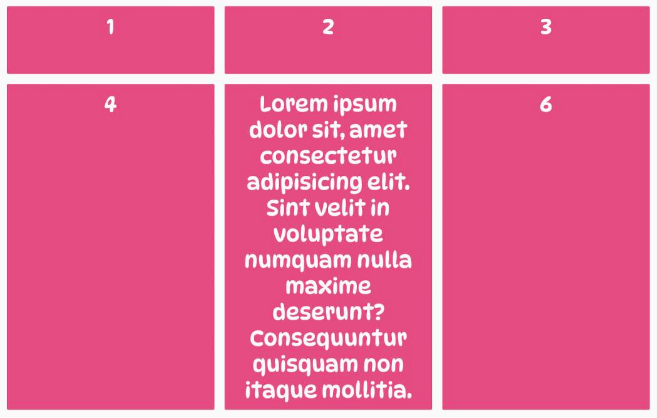 1
2
3
4
Lorem ipsum
dolor sit, amet
consectetur
adipisicing elit.
Sint velit in
voluptate
numquam nulla
maxime
deserunt?
Consequuntur
quisquam non
itaque mollitia.
6